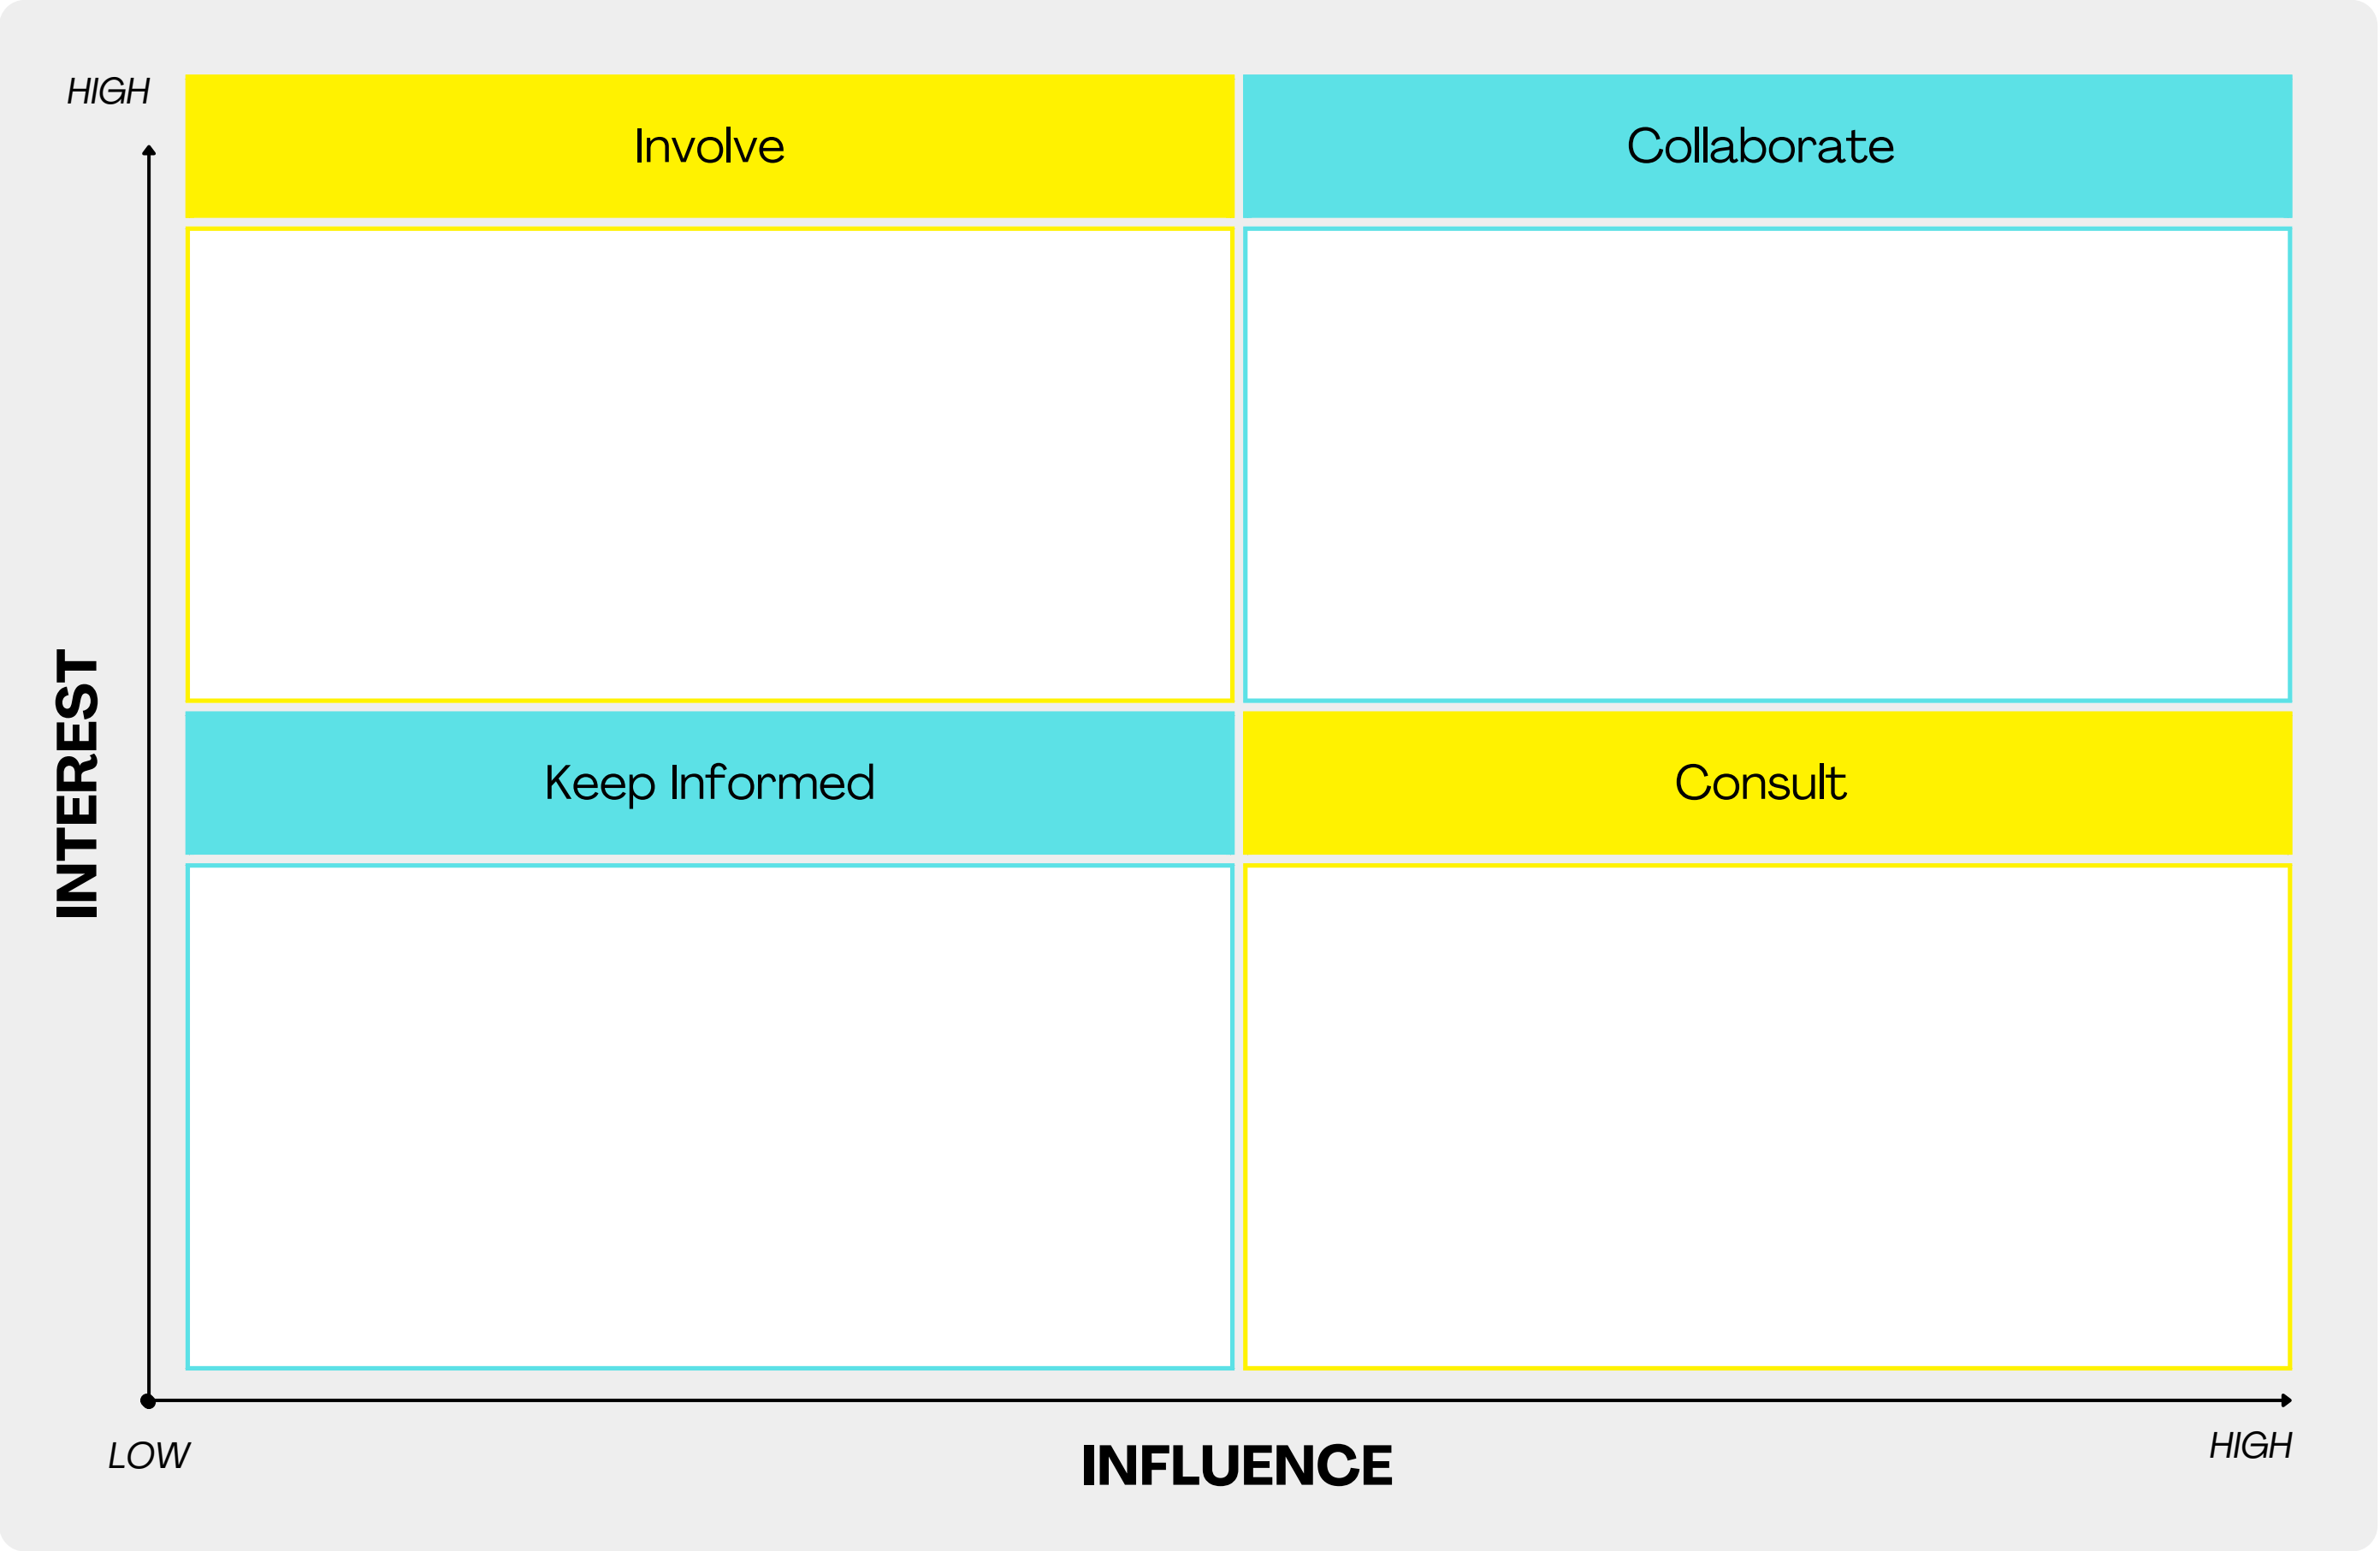 HIGH
Involve
Collaborate
INTEREST
Keep Informed
Consult
LOW
INFLUENCE
HIGH